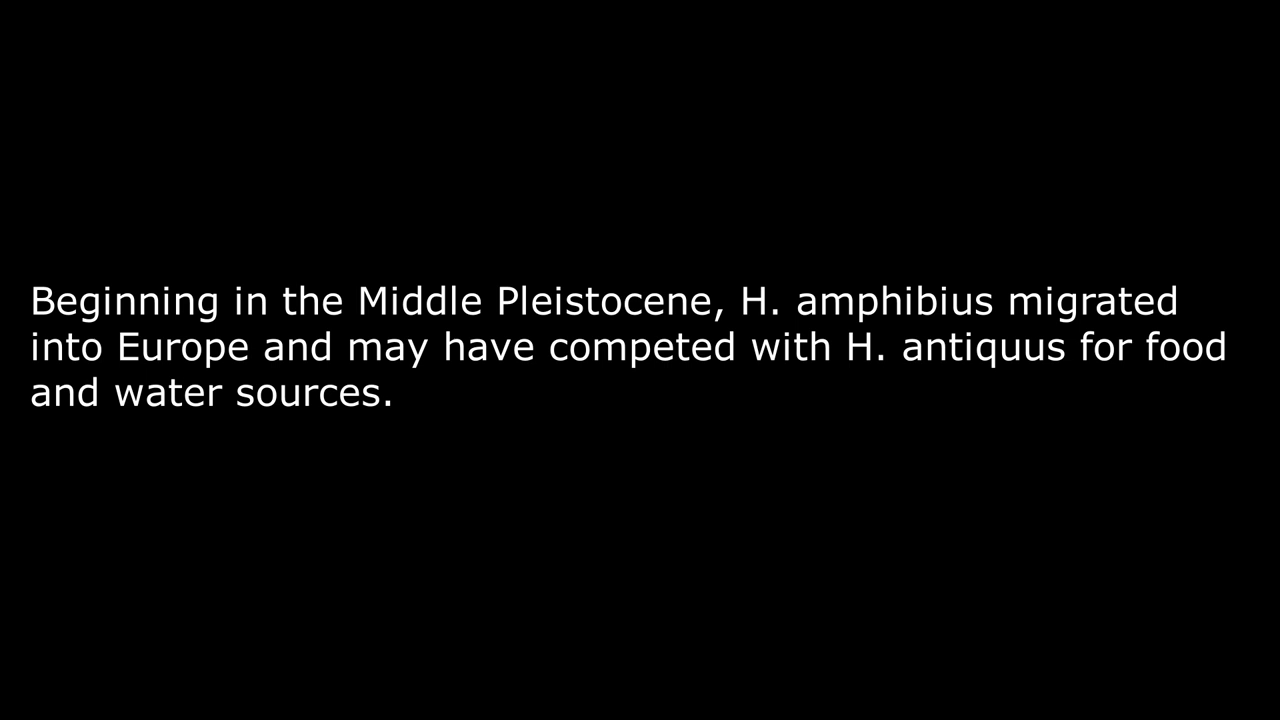 Beginning in the Middle Pleistocene, H. amphibius migrated
into Europe and may have competed with H. antiquus for food
and water sources.